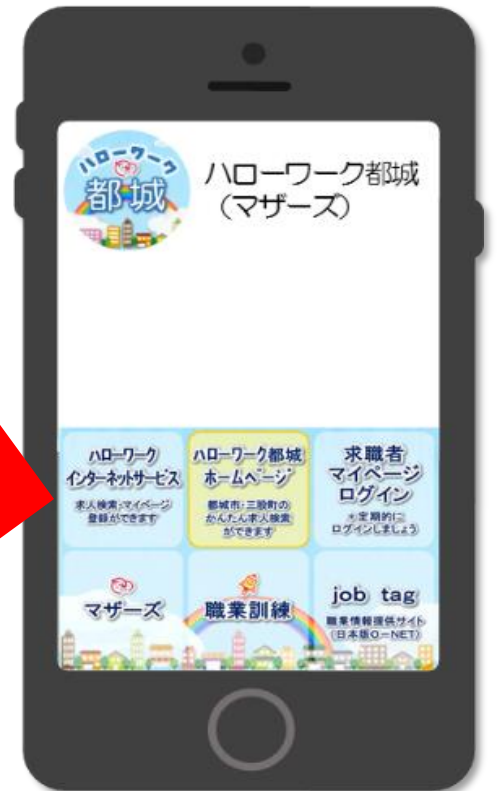 ハローワーク
都城
ハローワーク都城
（マザーズ）
ハローワーク
インターネットサービス
求人検索・マイページ
登録ができます
ハローワーク都城
ホームページ
都城市・三股町の
かんたん求人検索
ができます
求職者
マイページ
ログイン
＊定期的に
ログインしましょう
マザーズ
職業訓練
job tag
職業情報提供サイト
（日本版O－NET）